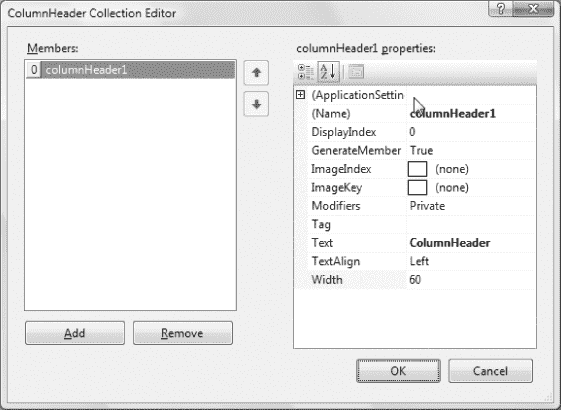 ColumnHeader Collection Editor
Members:
0 columnHeader1
Add
Remove
columnHeader1 properties:
(ApplicationSettin
(Name) columnHeader1
DisplayIndex 0
GenerateMember True
ImageIndex (none)
ImageKey (none)
Modifiers Private
Tag
Text ColumnHeader
TextAlign Left
Width 60
OK
Cancel